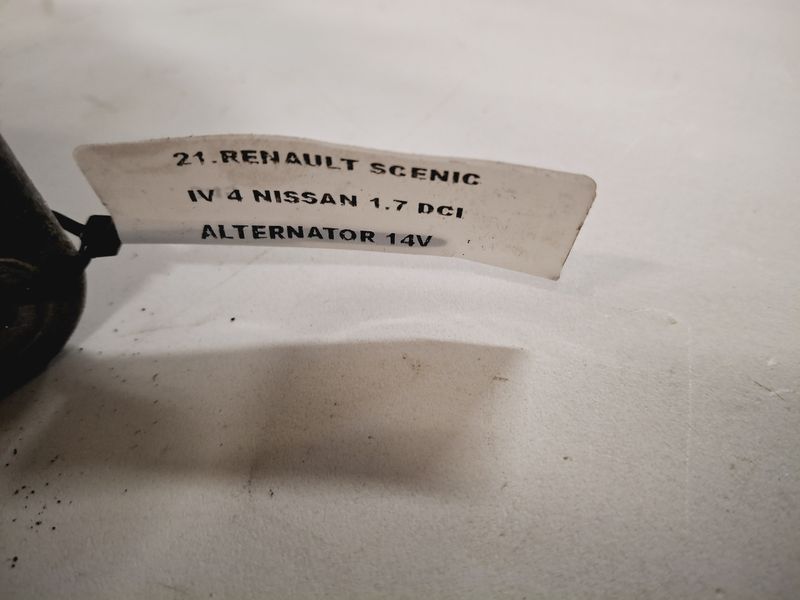 21.RENAULT SCENIC
IV 4 NISSAN 1.7 DCI
ALTERNATOR 14V